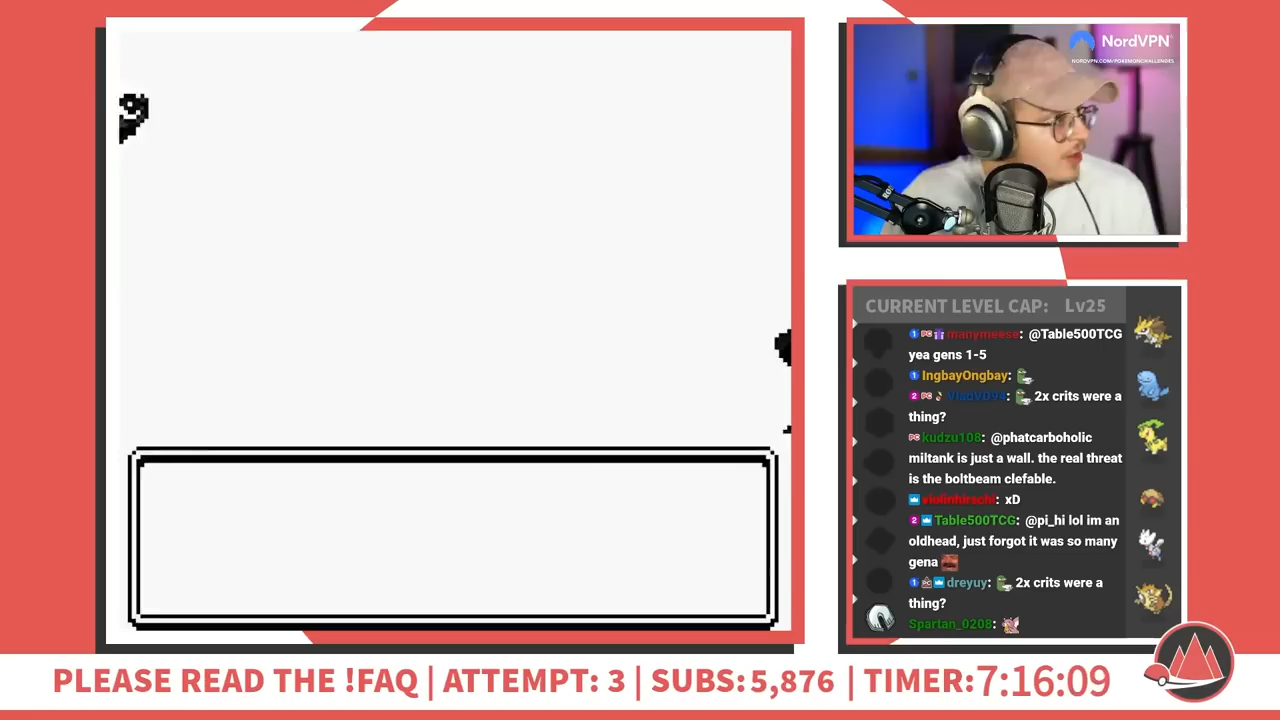 NordVPN
NORDVPN.COM/POKEMONCHALLENGES
CURRENT LEVEL CAP: Lv25
manymeese: @Table500TCG
yea gens 1-5
IngbayOngbay:
VladVD94: 2x crits were a
thing?
kudzu108: @phatcarboholic
miltank is just a wall. the real threat
is the boltbeam clefable.
violinhirschi: xD
Table500TCG: @pi_hi lol im an
oldhead, just forgot it was so many
gena
dreyuy: 2x crits were a
thing?
Spartan_0208:
PLEASE READ THE !FAQ | ATTEMPT: 3 | SUBS: 5,876 | TIMER: 7:16:09